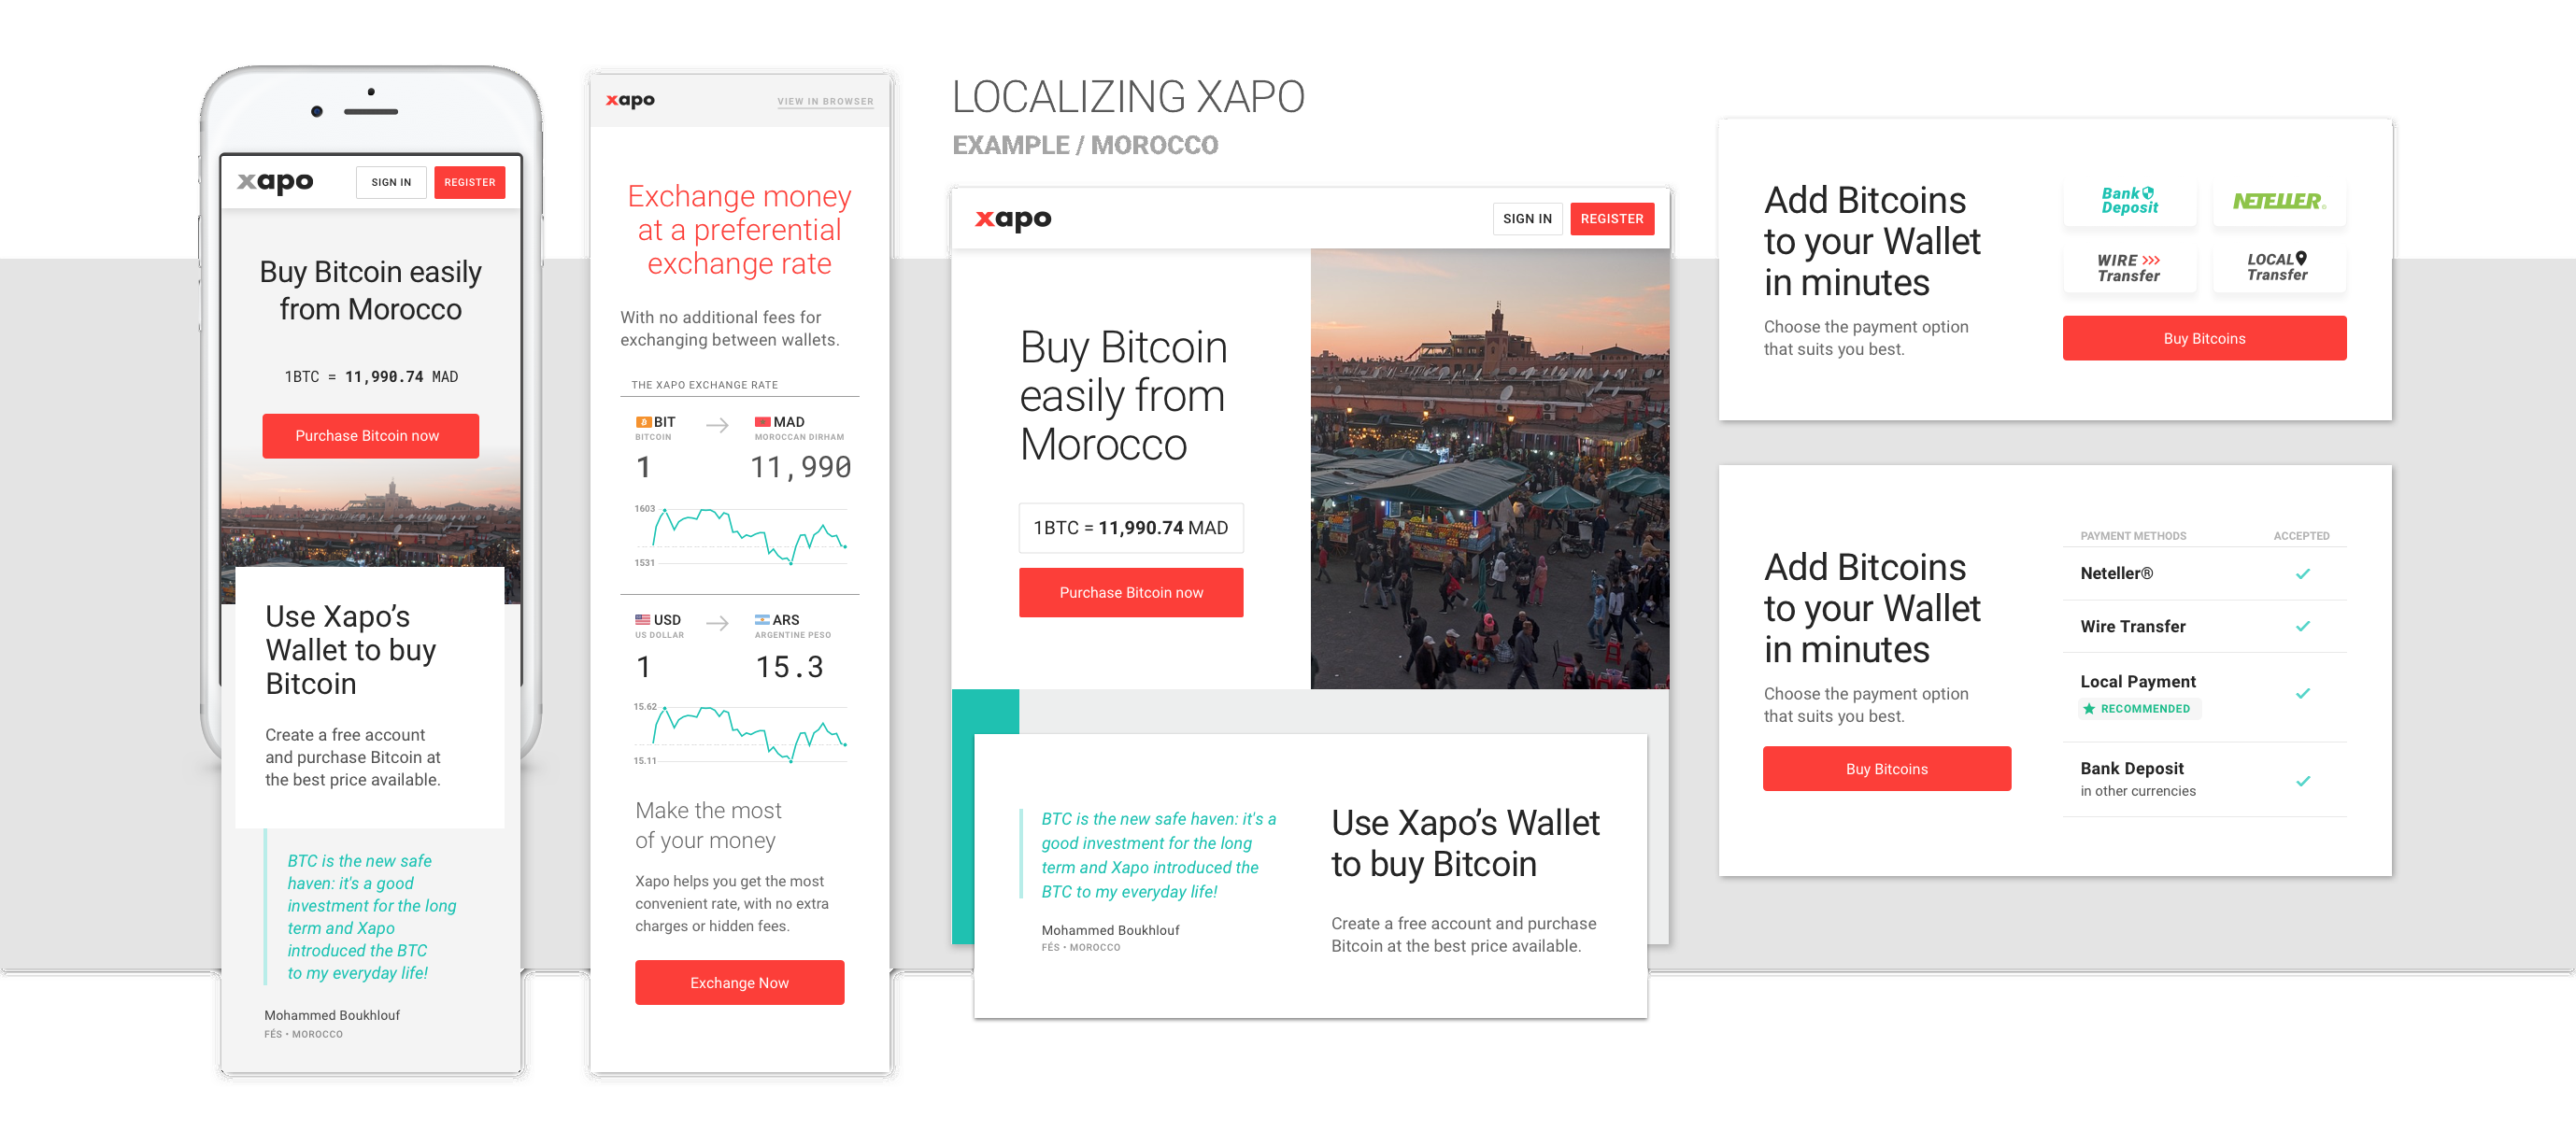 xapo
SIGN IN
REGISTER
Buy Bitcoin easily
from Morocco
1BTC = 11,990.74 MAD
Purchase Bitcoin now
Use Xapo’s
Wallet to buy
Bitcoin
Create a free account
and purchase Bitcoin at
the best price available.
BTC is the new safe
haven: it's a good
investment for the long
term and Xapo
introduced the BTC
to my everyday life!
Mohammed Boukhlouf
FÉS • MOROCCO
xapo
VIEW IN BROWSER
Exchange money
at a preferential
exchange rate
With no additional fees for
exchanging between wallets.
THE XAPO EXCHANGE RATE
BIT
MAD
BITCOIN
MOROCCAN DIRHAM
1
11,990
1603
1531
USD
ARS
US DOLLAR
ARGENTINE PESO
1
15.3
15.62
15.11
Make the most
of your money
Xapo helps you get the most
convenient rate, with no extra
charges or hidden fees.
Exchange Now
LOCALIZING XAPO
EXAMPLE / MOROCCO
xapo
SIGN IN
REGISTER
Buy Bitcoin
easily from
Morocco
1BTC = 11,990.74 MAD
Purchase Bitcoin now
BTC is the new safe haven: it's a
good investment for the long
term and Xapo introduced the
BTC to my everyday life!
Mohammed Boukhlouf
FÉS • MOROCCO
Use Xapo’s Wallet
to buy Bitcoin
Create a free account and purchase
Bitcoin at the best price available.
Add Bitcoins
to your Wallet
in minutes
Choose the payment option
that suits you best.
Bank
Deposit
NETELLER®
WIRE
Transfer
LOCAL
Transfer
Buy Bitcoins
Add Bitcoins
to your Wallet
in minutes
Choose the payment option
that suits you best.
Buy Bitcoins
PAYMENT METHODS
ACCEPTED
Neteller®
Wire Transfer
Local Payment
RECOMMENDED
Bank Deposit
in other currencies